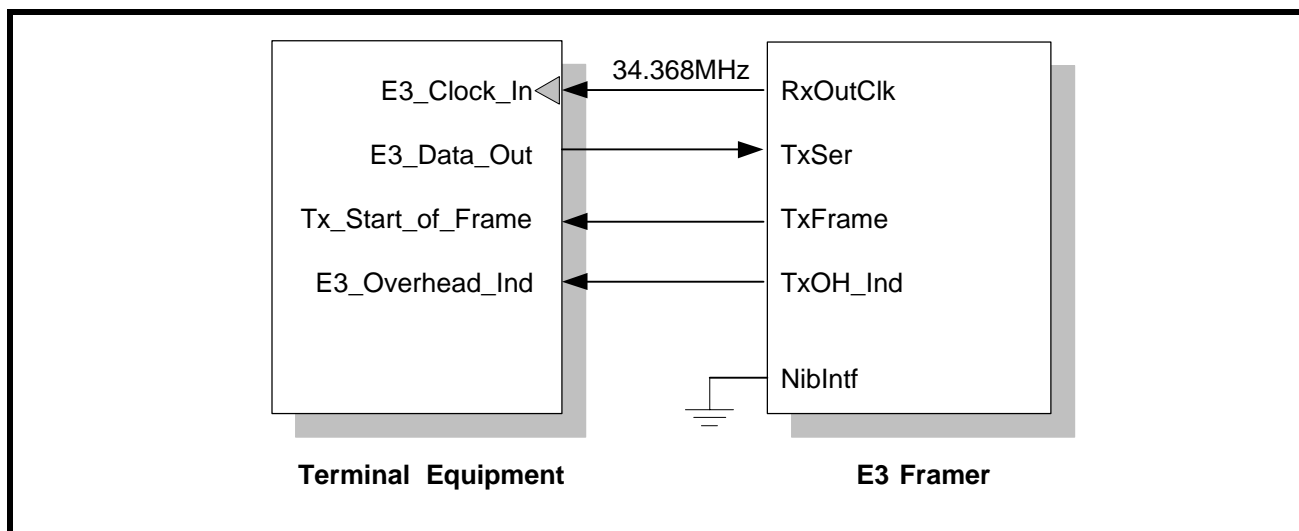 34.368MHz
E3_Clock_In
RxOutClk
E3_Data_Out
TxSer
Tx_Start_of_Frame
TxFrame
E3_Overhead_Ind
TxOH_Ind
NibIntf
Terminal Equipment
E3 Framer